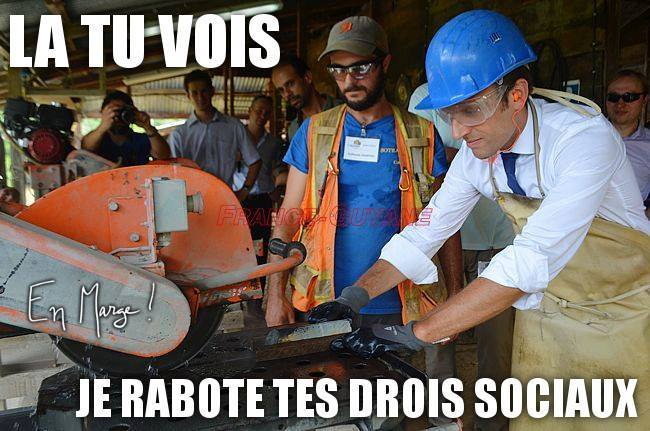 LA TU VOIS
FRANCE-GUYANE
En Marge !
JE RABOTE TES DROIS SOCIAUX